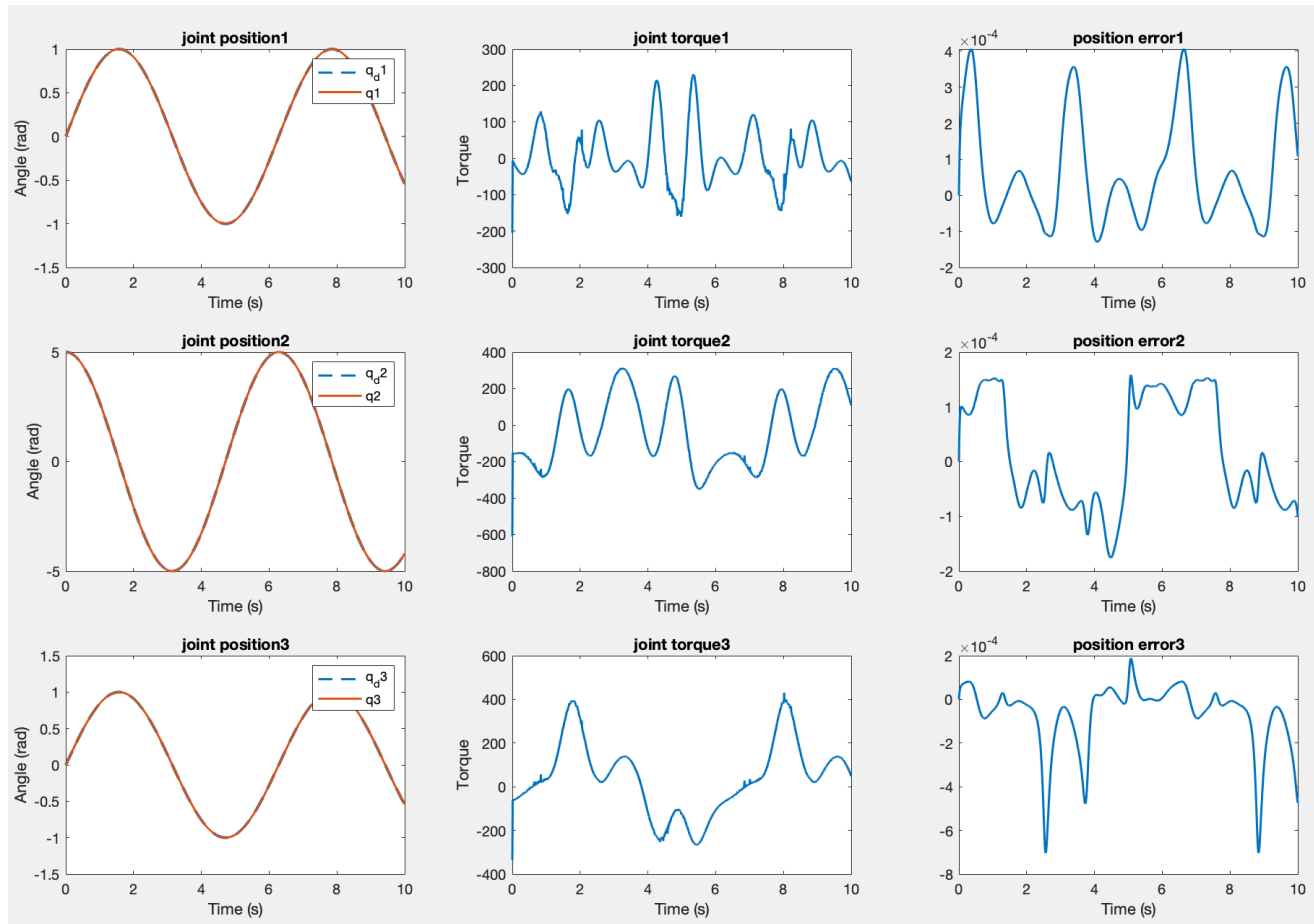 joint position1
1
0.5
0
-0.5
-1
-1.5
Angle (rad)
q_d1
q1
0 2 4 6 8 10
Time (s)
joint torque1
300
200
100
0
-100
-200
-300
Torque
0 2 4 6 8 10
Time (s)
position error1
×10^-4
4
3
2
1
0
-1
-2
0 2 4 6 8 10
Time (s)
joint position2
5
0
-5
Angle (rad)
q_d2
q2
0 2 4 6 8 10
Time (s)
joint torque2
400
200
0
-200
-400
-600
-800
Torque
0 2 4 6 8 10
Time (s)
position error2
×10^-4
2
1
0
-1
-2
0 2 4 6 8 10
Time (s)
joint position3
1.5
1
0.5
0
-0.5
-1
-1.5
Angle (rad)
q_d3
q3
0 2 4 6 8 10
Time (s)
joint torque3
600
400
200
0
-200
-400
Torque
0 2 4 6 8 10
Time (s)
position error3
×10^-4
2
0
-2
-4
-6
-8
0 2 4 6 8 10
Time (s)